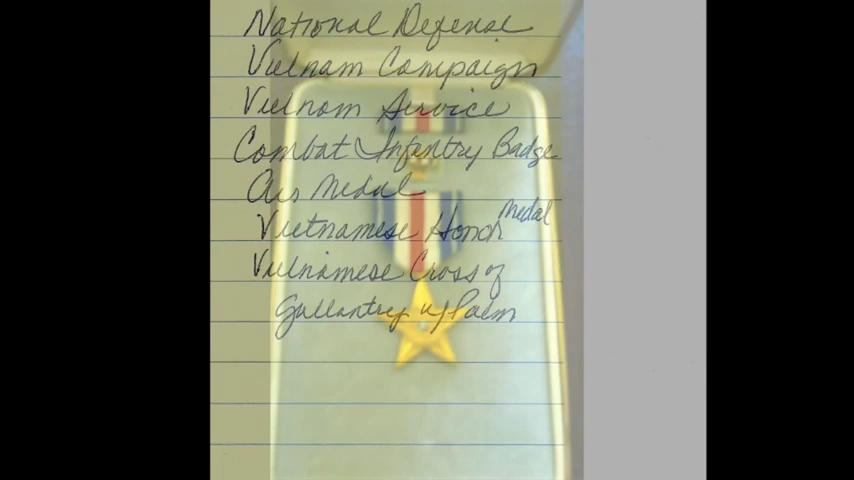 National Defense
Vietnam Campaign
Vietnam Service
Combat Infantry Badge
Air Medal
Vietnamese Honor Medal
Vietnamese Cross of
Gallantry w/Palm